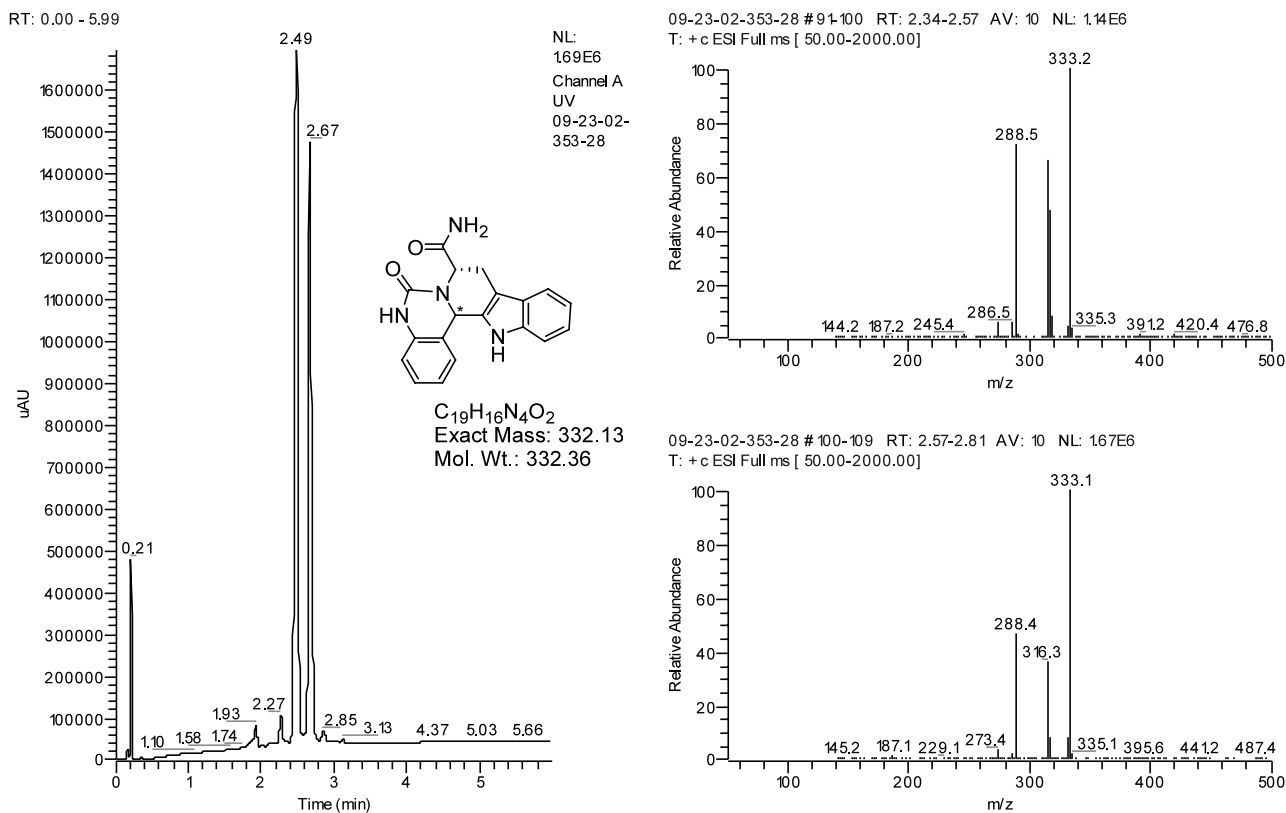 RT: 0.00 - 5.99
2.49
NL:
1.69E6
Channel A
UV
09-23-02-
353-28
2.67
1600000
1500000
1400000
1300000
1200000
1100000
1000000
900000
800000
700000
600000
500000
400000
300000
200000
100000
0
uAU
0.21
1.10
1.58
1.74
1.93
2.27
2.85
3.13
4.37
5.03
5.66
0 1 2 3 4 5
Time (min)
NH2
O
O
N
*
HN
N
H
C19H16N4O2
Exact Mass: 332.13
Mol. Wt.: 332.36
09-23-02-353-28 #91-100 RT: 2.34-2.57 AV: 10 NL: 1.14E6
T: + c ESI Full ms [ 50.00-2000.00]
333.2
288.5
286.5
144.2 187.2 245.4 335.3 391.2 420.4 476.8
100
80
60
40
20
0
Relative Abundance
100 200 300 400 500
m/z
09-23-02-353-28 #100-109 RT: 2.57-2.81 AV: 10 NL: 1.67E6
T: + c ESI Full ms [ 50.00-2000.00]
333.1
288.4
316.3
145.2 187.1 229.1 273.4 335.1 395.6 441.2 487.4
100
80
60
40
20
0
Relative Abundance
100 200 300 400 500
m/z